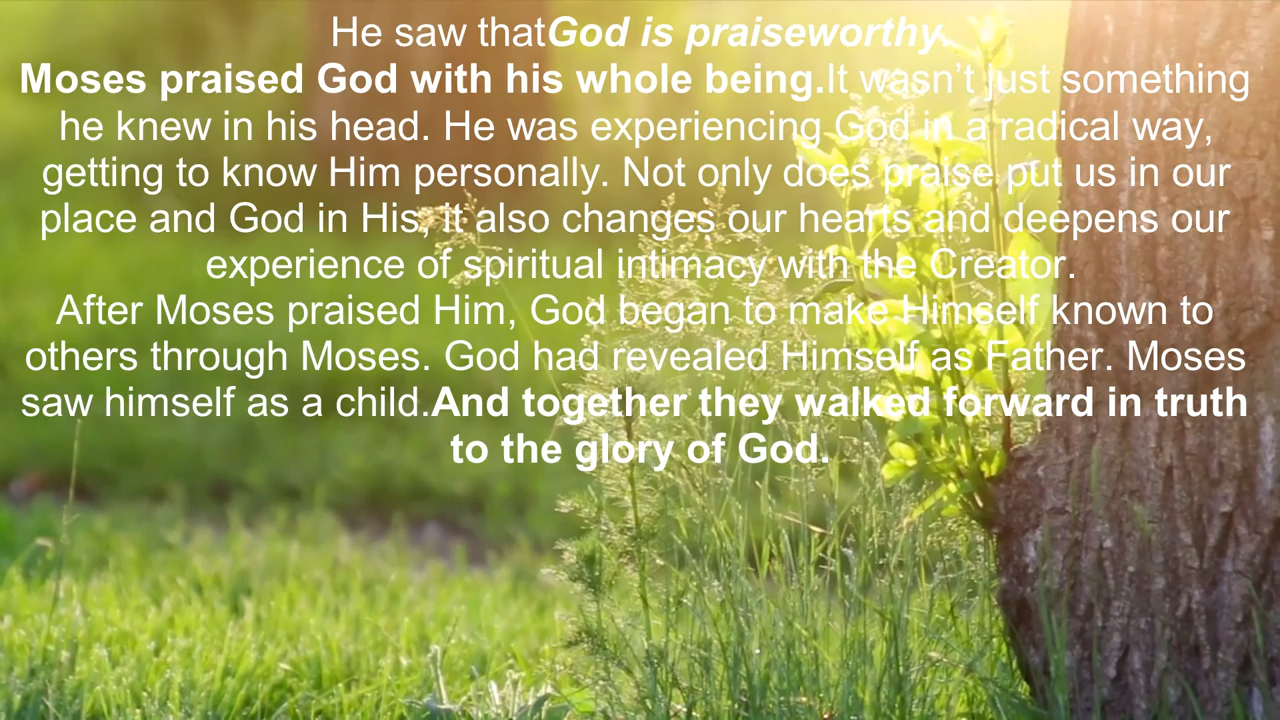 He saw thatGod is praiseworthy.
Moses praised God with his whole being.It wasn’t just something
he knew in his head. He was experiencing God in a radical way,
getting to know Him personally. Not only does praise put us in our
place and God in His, it also changes our hearts and deepens our
experience of spiritual intimacy with the Creator.
After Moses praised Him, God began to make Himself known to
others through Moses. God had revealed Himself as Father. Moses
saw himself as a child.And together they walked forward in truth
to the glory of God.